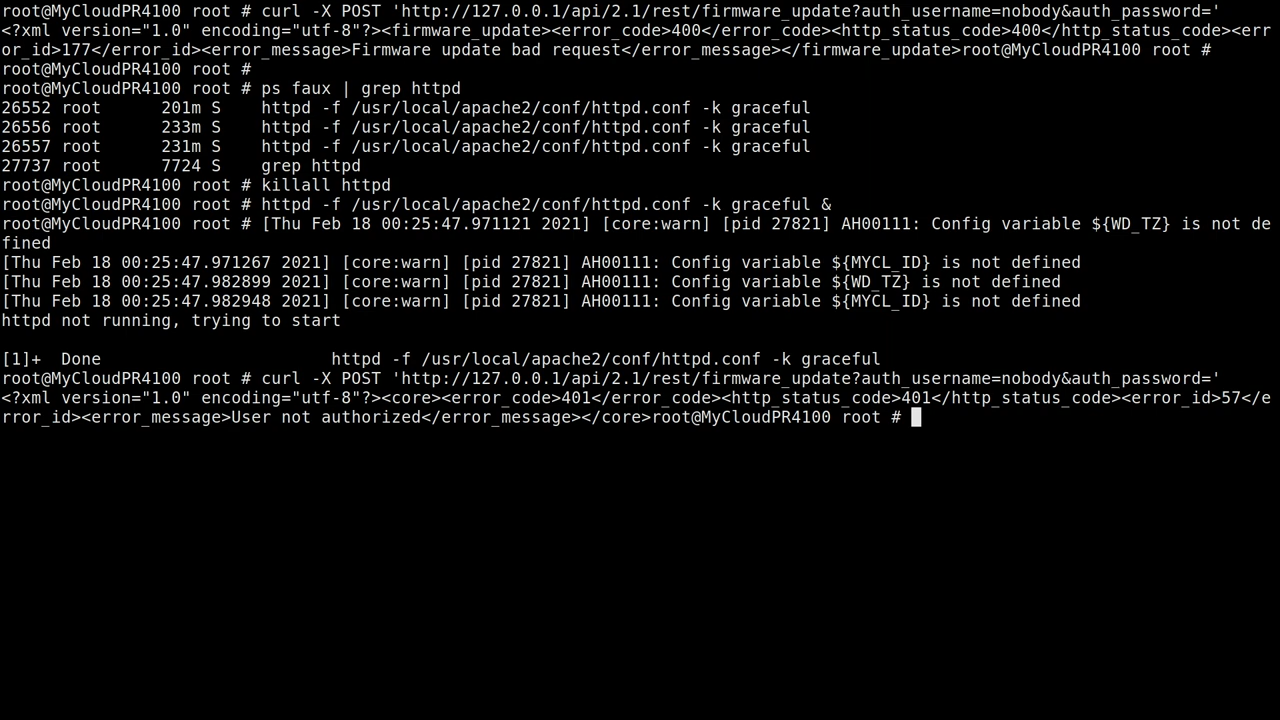 root@MyCloudPR4100 root # curl -X POST 'http://127.0.0.1/api/2.1/rest/firmware_update?auth_username=nobody&auth_password='
<?xml version="1.0" encoding="utf-8"?><firmware_update><error_code>400</error_code><http_status_code>400</http_status_code><err
or_id>177</error_id><error_message>Firmware update bad request</error_message></firmware_update>root@MyCloudPR4100 root #
root@MyCloudPR4100 root #
root@MyCloudPR4100 root # ps faux | grep httpd
26552 root      201m S    httpd -f /usr/local/apache2/conf/httpd.conf -k graceful
26556 root      233m S    httpd -f /usr/local/apache2/conf/httpd.conf -k graceful
26557 root      231m S    httpd -f /usr/local/apache2/conf/httpd.conf -k graceful
27737 root      7724 S    grep httpd
root@MyCloudPR4100 root # killall httpd
root@MyCloudPR4100 root # httpd -f /usr/local/apache2/conf/httpd.conf -k graceful &
root@MyCloudPR4100 root # [Thu Feb 18 00:25:47.971121 2021] [core:warn] [pid 27821] AH00111: Config variable ${WD_TZ} is not de
fined
[Thu Feb 18 00:25:47.971267 2021] [core:warn] [pid 27821] AH00111: Config variable ${MYCL_ID} is not defined
[Thu Feb 18 00:25:47.982899 2021] [core:warn] [pid 27821] AH00111: Config variable ${WD_TZ} is not defined
[Thu Feb 18 00:25:47.982948 2021] [core:warn] [pid 27821] AH00111: Config variable ${MYCL_ID} is not defined
httpd not running, trying to start
[1]+  Done                       httpd -f /usr/local/apache2/conf/httpd.conf -k graceful
root@MyCloudPR4100 root # curl -X POST 'http://127.0.0.1/api/2.1/rest/firmware_update?auth_username=nobody&auth_password='
<?xml version="1.0" encoding="utf-8"?><core><error_code>401</error_code><http_status_code>401</http_status_code><error_id>57</e
rror_id><error_message>User not authorized</error_message></core>root@MyCloudPR4100 root #